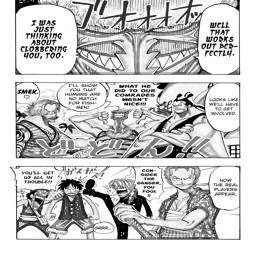 WELL
THAT
WORKS
OUT PER-
FECTLY.
I WAS
JUST
THINKING
ABOUT
CLOBBERING
YOU, TOO.
LOOKS LIKE
WE'LL HAVE
TO GET
INVOLVED.
WHAT HE
DID TO OUR
COMRADES
WASN'T
NICE!!!
I'LL SHOW YOU
THAT HUMANS
ARE NO
MATCH FOR
FISH-
MEN!
SMEK.
NOW THE
REAL
PLAYERS
APPEAR.
CON-
SIDER
THE
DANGER,
YOU
FOOL
YOU'LL GET
US ALL IN
TROUBLE!!
GRRR...